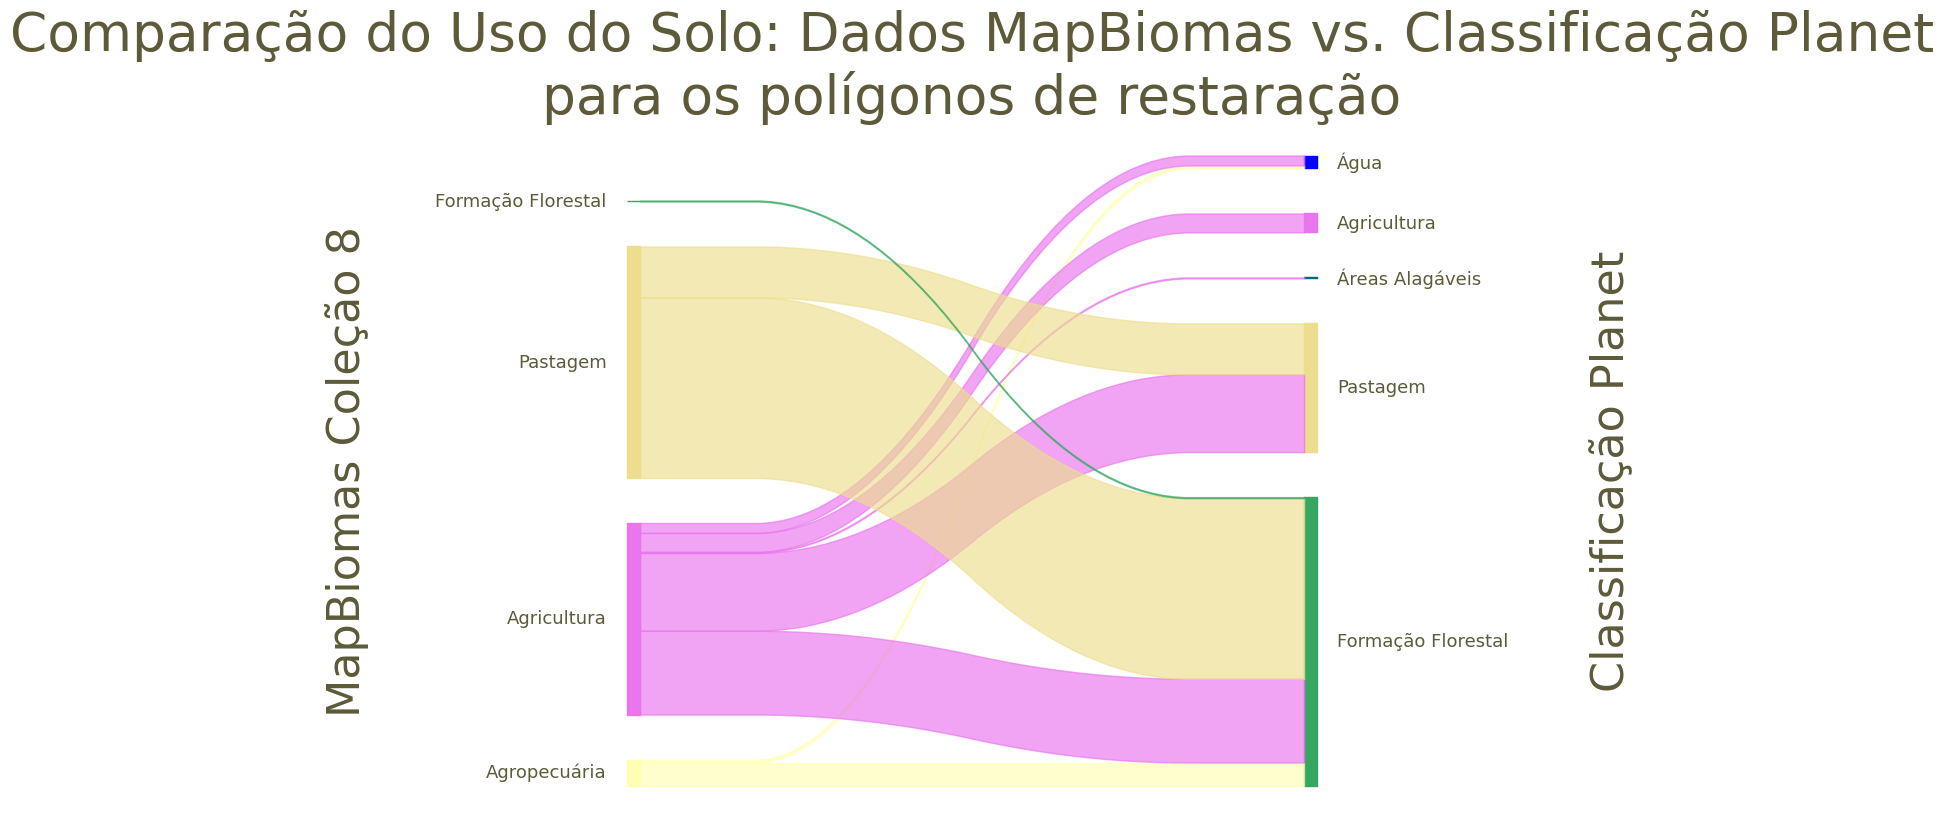 Comparação do Uso do Solo: Dados MapBiomas vs. Classificação Planet
para os polígonos de restaração
MapBiomas Coleção 8
Formação Florestal
Pastagem
Agricultura
Agropecuária
Água
Agricultura
Áreas Alagáveis
Pastagem
Formação Florestal
Classificação Planet